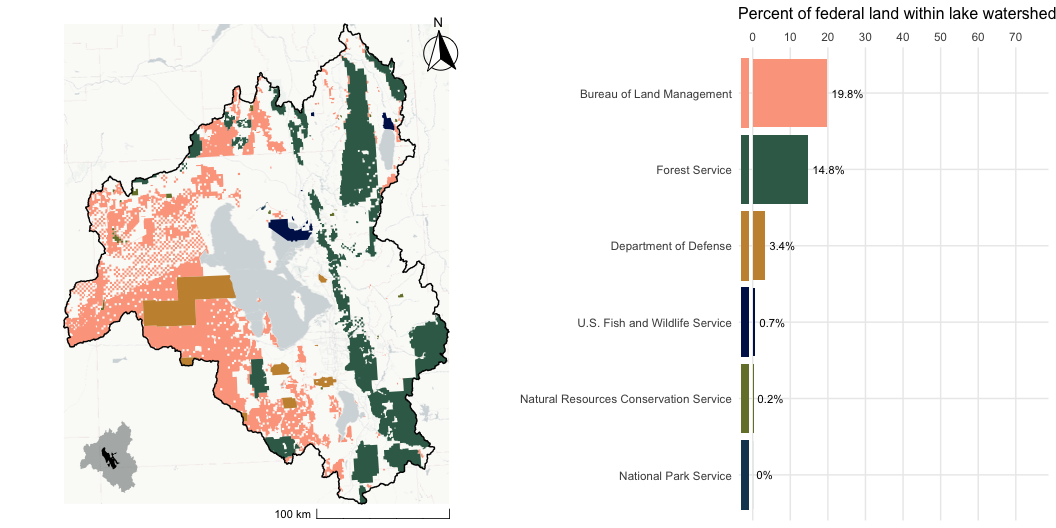 N
100 km
Percent of federal land within lake watershed
0 10 20 30 40 50 60 70
Bureau of Land Management 19.8%
Forest Service 14.8%
Department of Defense 3.4%
U.S. Fish and Wildlife Service 0.7%
Natural Resources Conservation Service 0.2%
National Park Service 0%